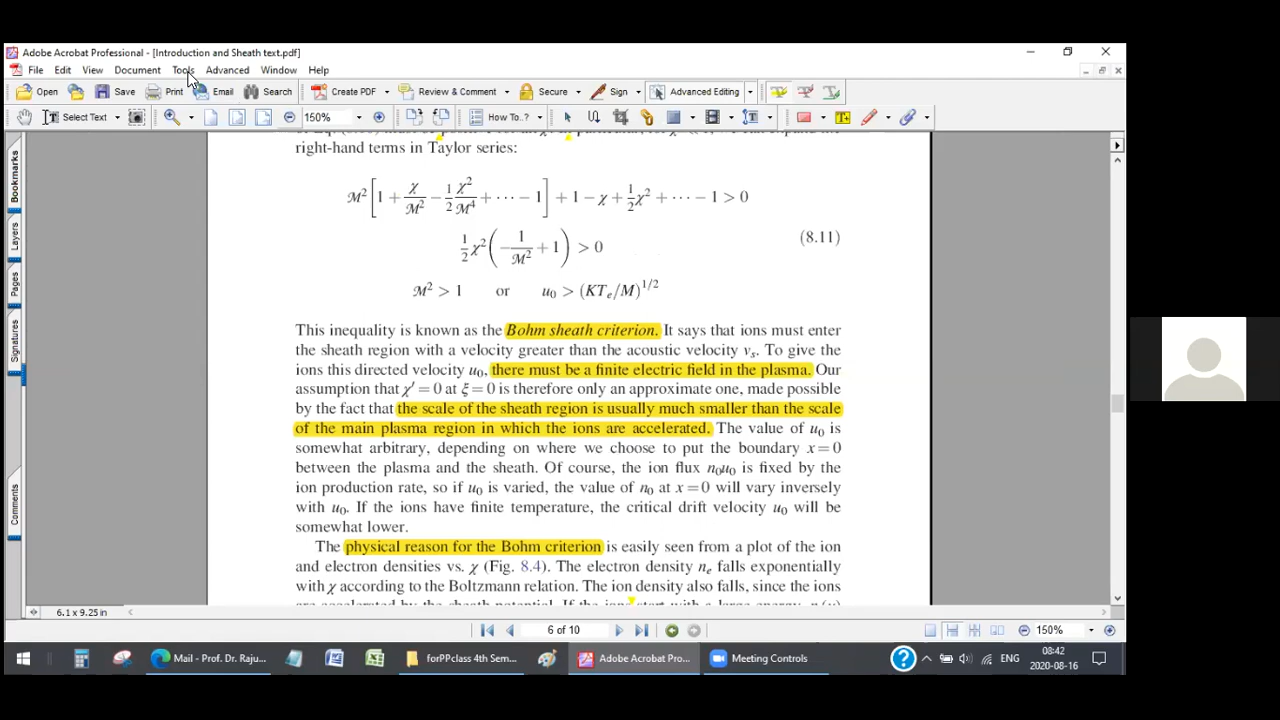 Adobe Acrobat Professional - [Introduction and Sheath text.pdf]
File Edit View Document Tools Advanced Window Help
Open Save Print Email Search Create PDF Review & Comment Secure Sign Advanced Editing
Select Text 150% How To..?
right-hand terms in Taylor series:
ℳ² [1 + χ/ℳ² − 1/2 χ²/ℳ⁴ + ··· − 1] + 1 − χ + 1/2 χ² + ··· − 1 > 0
1/2 χ² (−1/ℳ² + 1) > 0 (8.11)
ℳ² > 1 or u₀ > (KTₑ/M)^1/2
This inequality is known as the Bohm sheath criterion. It says that ions must enter
the sheath region with a velocity greater than the acoustic velocity vₛ. To give the
ions this directed velocity u₀, there must be a finite electric field in the plasma. Our
assumption that χ′ = 0 at ξ = 0 is therefore only an approximate one, made possible
by the fact that the scale of the sheath region is usually much smaller than the scale
of the main plasma region in which the ions are accelerated. The value of u₀ is
somewhat arbitrary, depending on where we choose to put the boundary x = 0
between the plasma and the sheath. Of course, the ion flux n₀u₀ is fixed by the
ion production rate, so if u₀ is varied, the value of n₀ at x = 0 will vary inversely
with u₀. If the ions have finite temperature, the critical drift velocity u₀ will be
somewhat lower.
The physical reason for the Bohm criterion is easily seen from a plot of the ion
and electron densities vs. χ (Fig. 8.4). The electron density nₑ falls exponentially
with χ according to the Boltzmann relation. The ion density also falls, since the ions
Bookmarks
Layers
Pages
Signatures
Comments
6.1 x 9.25 in
6 of 10 150%
Mail - Prof. Dr. Raju... forPPclass 4th Sem... Adobe Acrobat Pro... Meeting Controls ENG 08:42
2020-08-16